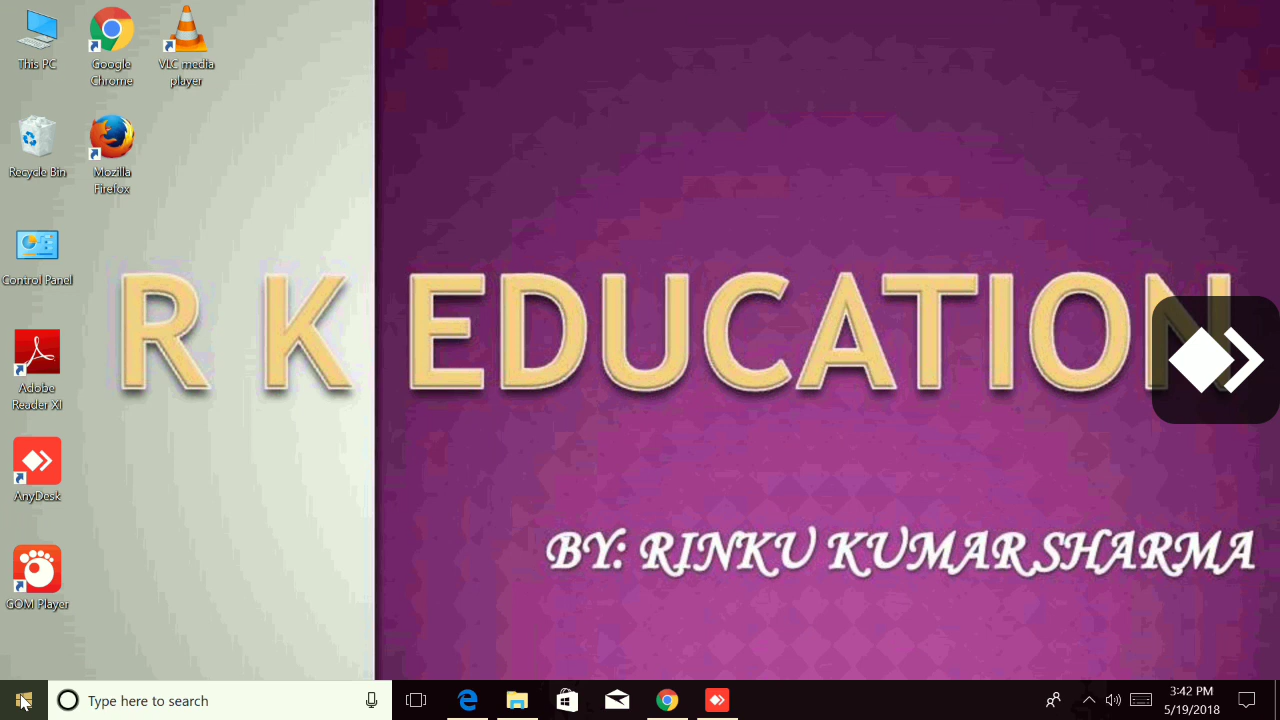 This PC
Google
Chrome
VLC media
player
Recycle Bin
Mozilla
Firefox
Control Panel
Adobe
Reader XI
AnyDesk
GOM Player
R K EDUCATION
BY: RINKU KUMAR SHARMA
Type here to search
3:42 PM
5/19/2018